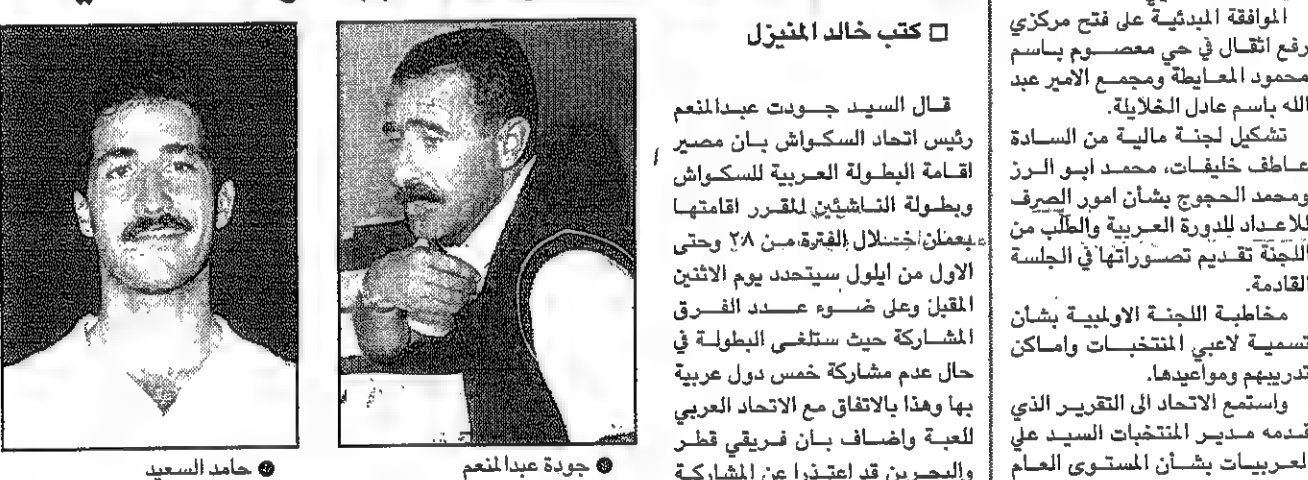 الموافقة المبدئية على فتح مركزي
رفع اثقال في حي معصوم باسم
محمود المعايطة ومجمع الامير عبد
الله باسم عادل الخلايلة.
تشكيل لجنة مالية من السادة
عاطف خليفات، محمد ابو الرز
ومحمد الحجوج بشأن امور الصرف
للاعداد للدورة العربية والطلب من
اللجنة تقديم تصوراتها في الجلسة
القادمة.
مخاطبة اللجنة الاولمبية بشأن
تسمية لاعبي المنتخبات واماكن
تدريبهم ومواعيدها.
واستمع الاتحاد الى التقرير الذي
قدمه مدير المنتخبات السيد علي
العربيات بشأن المستوى العام
□ كتب خالد المنيزل
قال السيد جودت عبدالمنعم
رئيس اتحاد السكواش بان مصير
اقامة البطولة العربية للسكواش
وبطولة الناشئين المقرر اقامتها
بعمان خلال الفترة من ٢٨ وحتى
الاول من ايلول سيتحدد يوم الاثنين
المقبل وعلى ضوء عدد الفرق
المشاركة حيث ستلغى البطولة في
حال عدم مشاركة خمس دول عربية
بها وهذا بالاتفاق مع الاتحاد العربي
للعبة واضاف بان فريقي قطر
والبحرين قد اعتذرا عن المشاركة
جودة عبدالمنعم
حامد السعيد